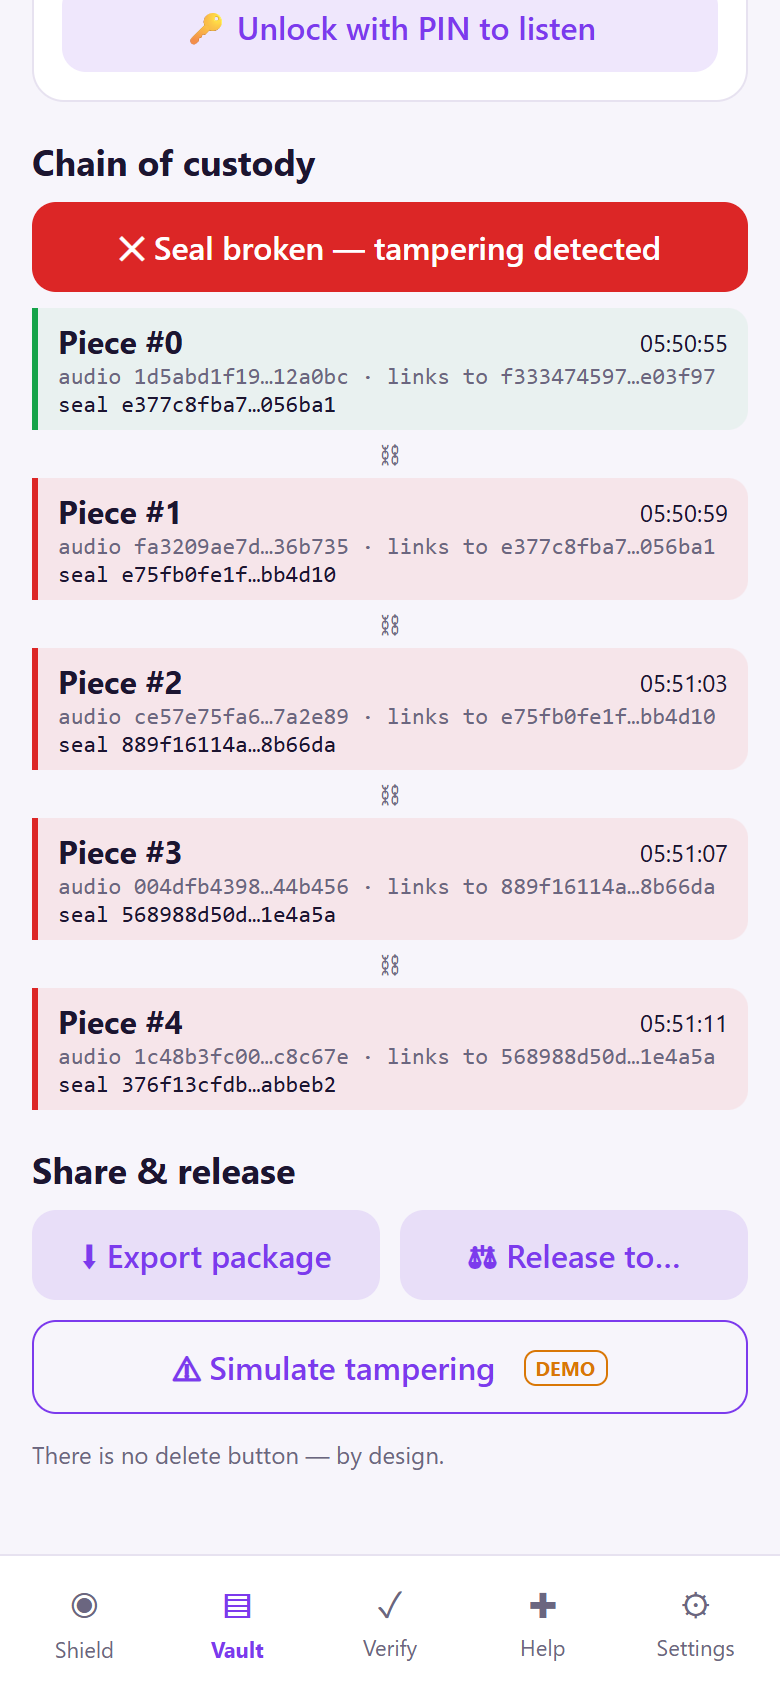 🔑 Unlock with PIN to listen
Chain of custody
✕ Seal broken — tampering detected
Piece #0 05:50:55
audio 1d5abd1f19…12a0bc · links to f333474597…e03f97
seal e377c8fba7…056ba1
⛓
Piece #1 05:50:59
audio fa3209ae7d…36b735 · links to e377c8fba7…056ba1
seal e75fb0fe1f…bb4d10
⛓
Piece #2 05:51:03
audio ce57e75fa6…7a2e89 · links to e75fb0fe1f…bb4d10
seal 889f16114a…8b66da
⛓
Piece #3 05:51:07
audio 004dfb4398…44b456 · links to 889f16114a…8b66da
seal 568988d50d…1e4a5a
⛓
Piece #4 05:51:11
audio 1c48b3fc00…c8c67e · links to 568988d50d…1e4a5a
seal 376f13cfdb…abbeb2
Share & release
⬇ Export package
⚖ Release to…
⚠ Simulate tampering DEMO
There is no delete button — by design.
Shield
Vault
Verify
Help
Settings